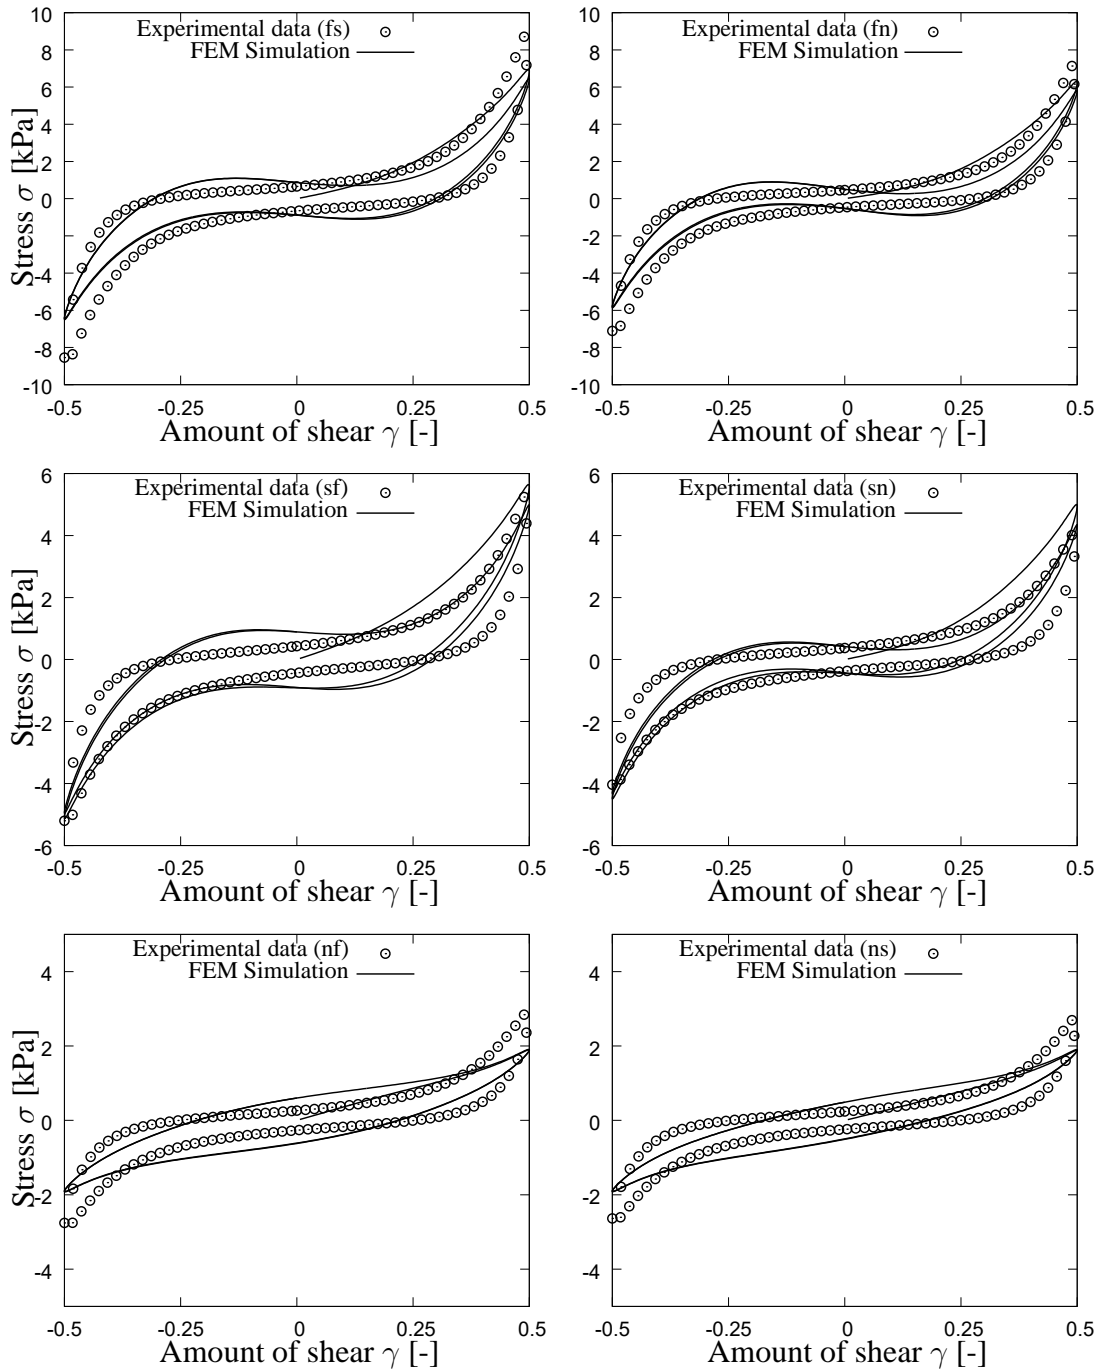 Experimental data (fs)
FEM Simulation
Stress σ [kPa]
10
8
6
4
2
0
-2
-4
-6
-8
-10
-0.5 -0.25 0 0.25 0.5
Amount of shear γ [-]
Experimental data (fn)
FEM Simulation
10
8
6
4
2
0
-2
-4
-6
-8
-10
-0.5 -0.25 0 0.25 0.5
Amount of shear γ [-]
Experimental data (sf)
FEM Simulation
Stress σ [kPa]
6
4
2
0
-2
-4
-6
-0.5 -0.25 0 0.25 0.5
Amount of shear γ [-]
Experimental data (sn)
FEM Simulation
6
4
2
0
-2
-4
-6
-0.5 -0.25 0 0.25 0.5
Amount of shear γ [-]
Experimental data (nf)
FEM Simulation
Stress σ [kPa]
4
2
0
-2
-4
-0.5 -0.25 0 0.25 0.5
Amount of shear γ [-]
Experimental data (ns)
FEM Simulation
4
2
0
-2
-4
-0.5 -0.25 0 0.25 0.5
Amount of shear γ [-]